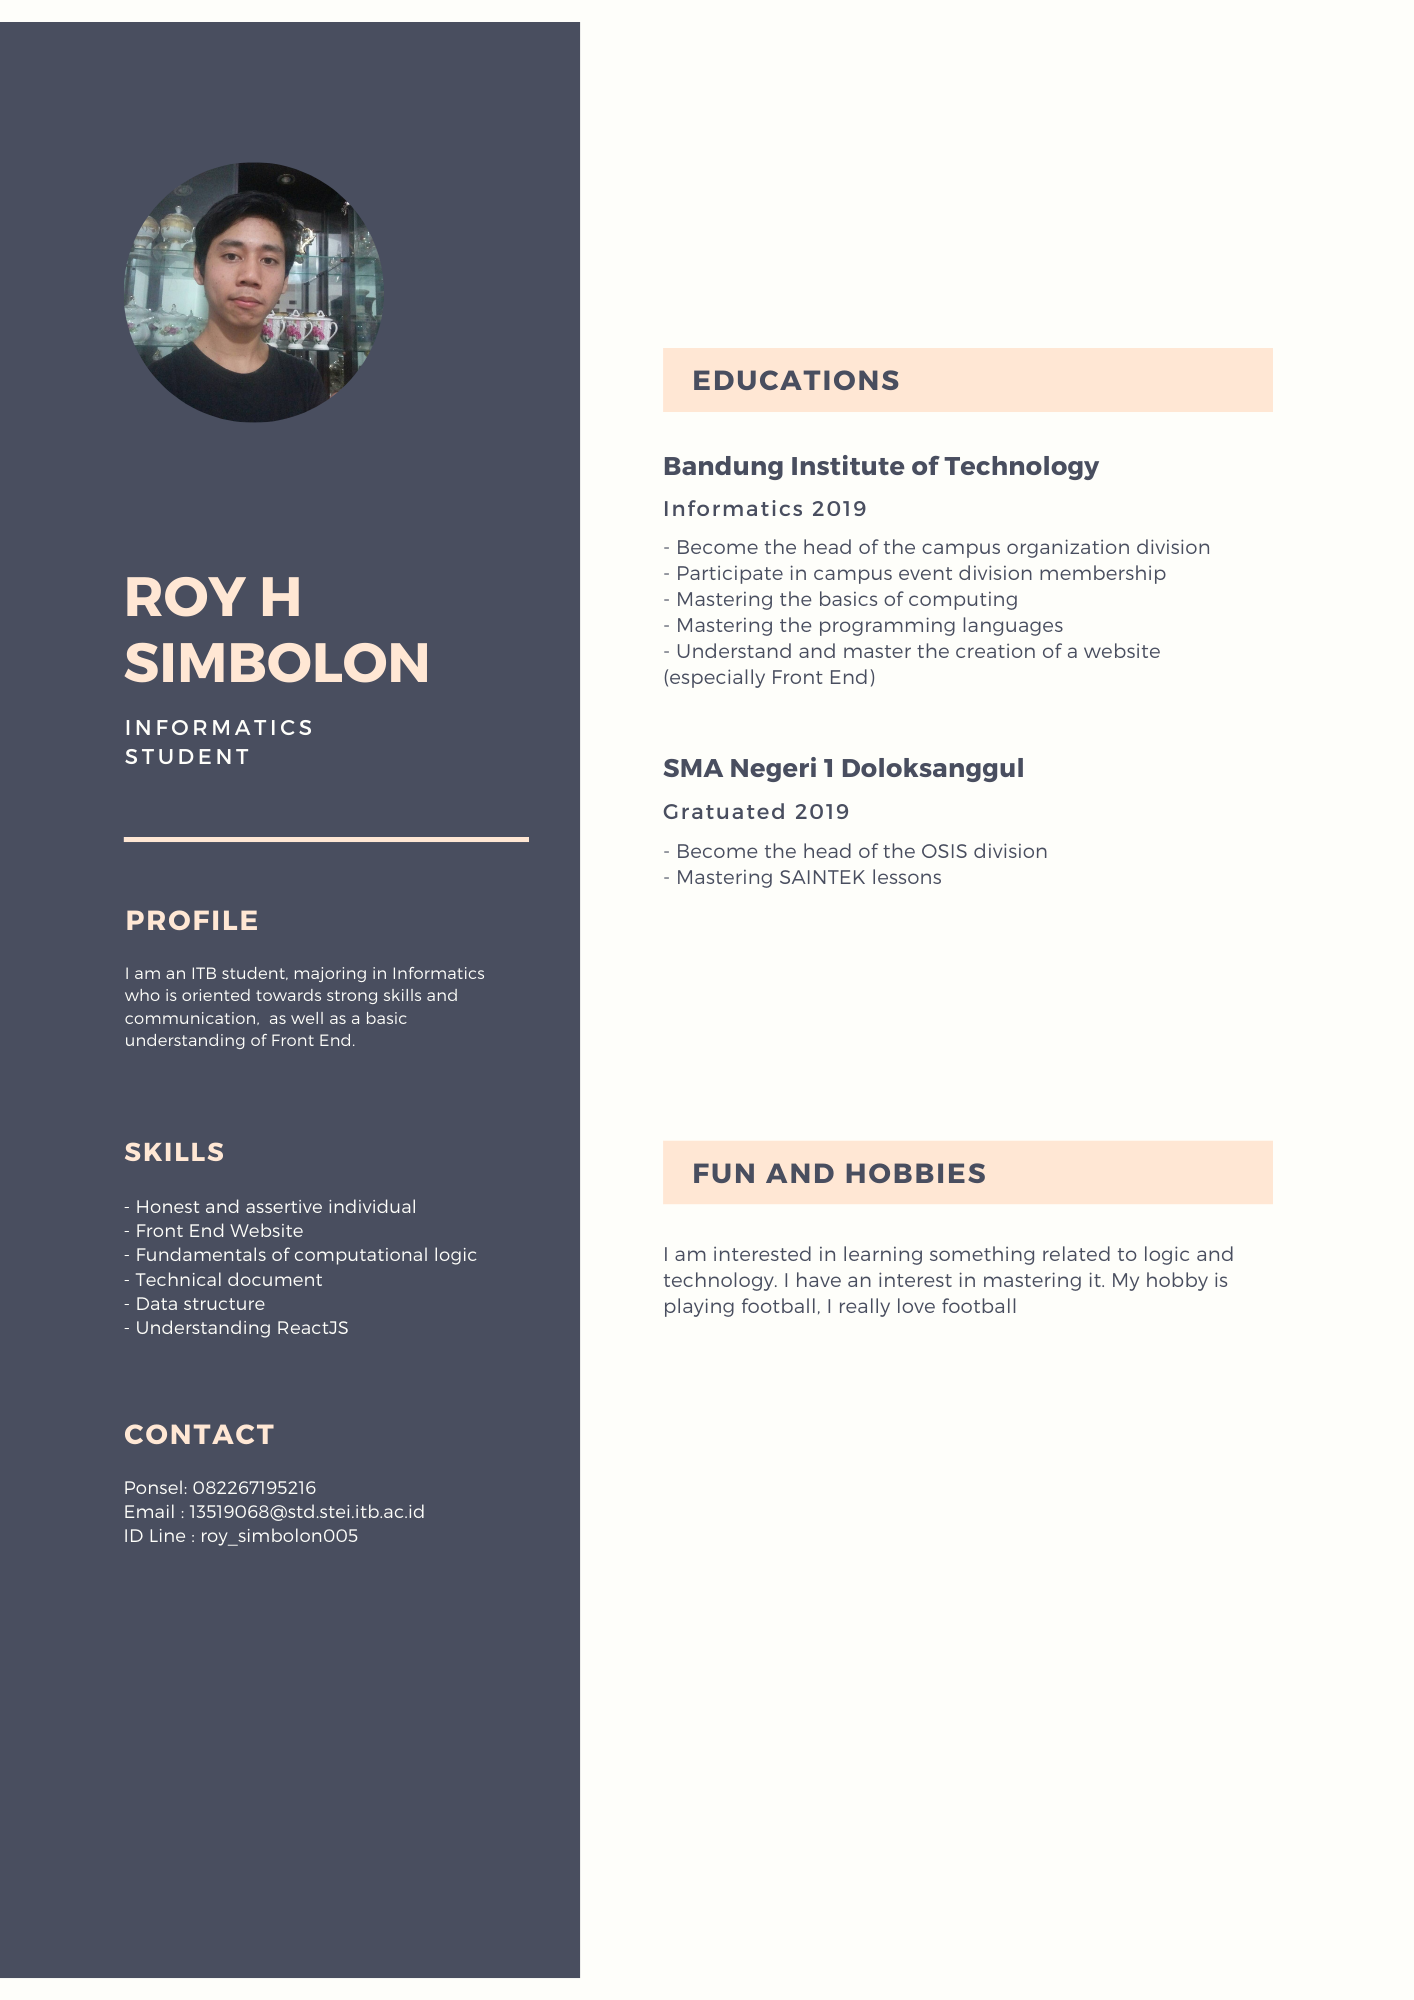 ROY H
SIMBOLON
INFORMATICS
STUDENT
PROFILE
I am an ITB student, majoring in Informatics
who is oriented towards strong skills and
communication,  as well as a basic
understanding of Front End.
SKILLS
- Honest and assertive individual
- Front End Website
- Fundamentals of computational logic
- Technical document
- Data structure
- Understanding ReactJS
CONTACT
Ponsel: 082267195216
Email : 13519068@std.stei.itb.ac.id
ID Line : roy_simbolon005
EDUCATIONS
Bandung Institute of Technology
Informatics 2019
- Become the head of the campus organization division
- Participate in campus event division membership
- Mastering the basics of computing
- Mastering the programming languages
- Understand and master the creation of a website
(especially Front End)
SMA Negeri 1 Doloksanggul
Gratuated 2019
- Become the head of the OSIS division
- Mastering SAINTEK lessons
FUN AND HOBBIES
I am interested in learning something related to logic and
technology. I have an interest in mastering it. My hobby is
playing football, I really love football